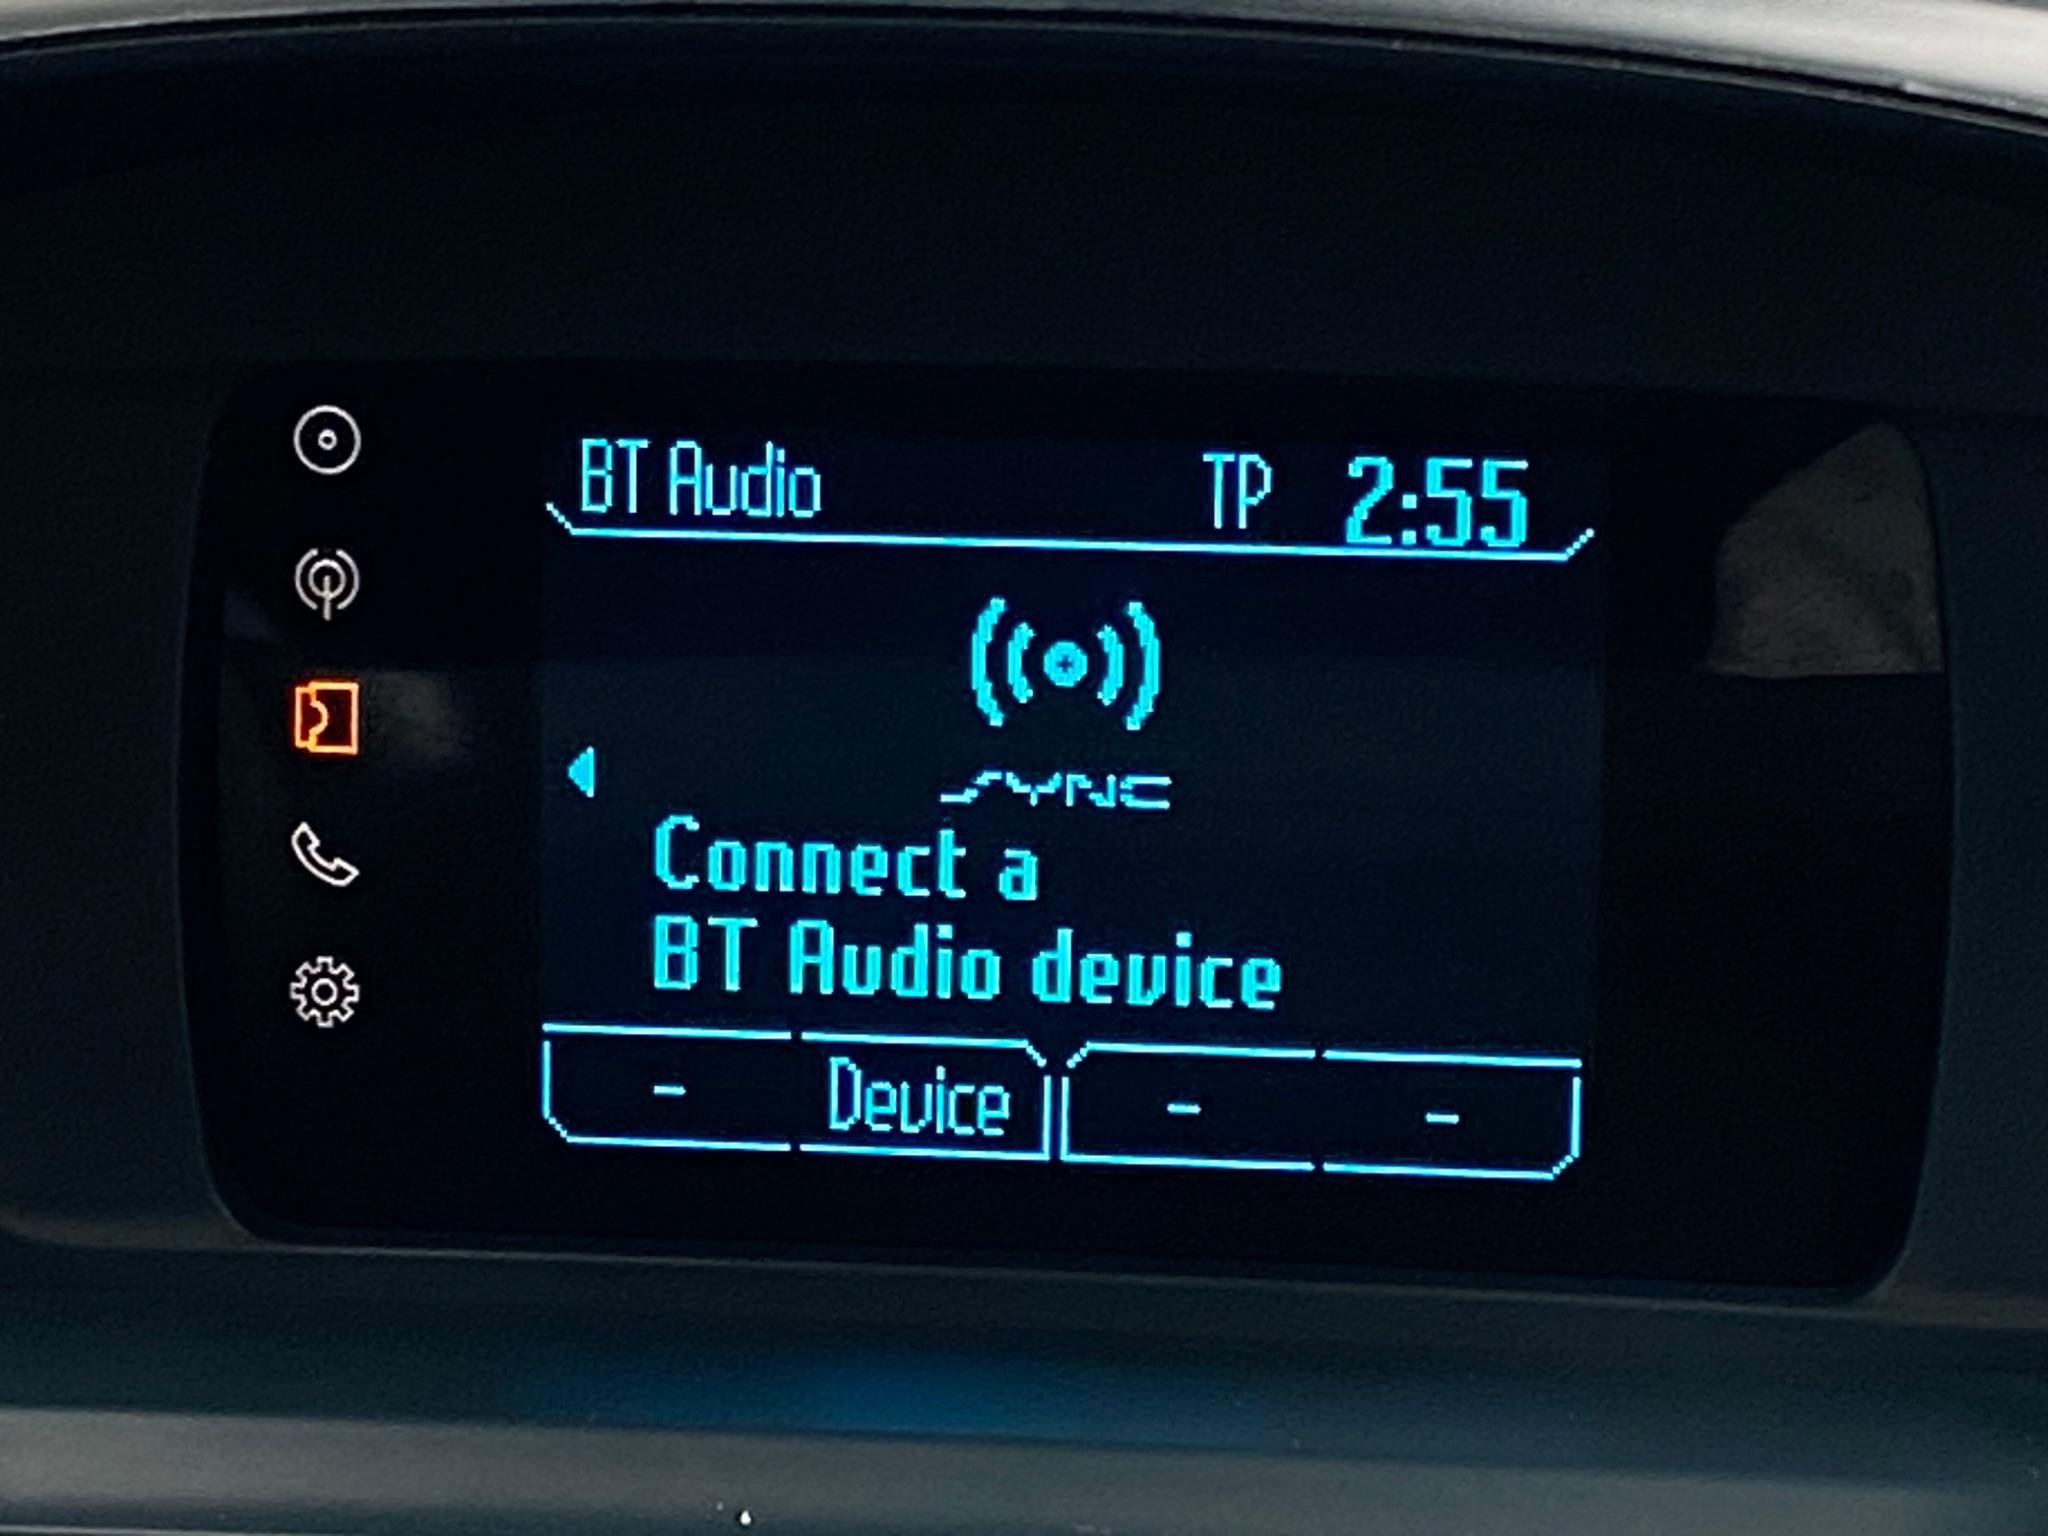 BT Audio TP 2:55
SYNC
Connect a
BT Audio device
- Device - -